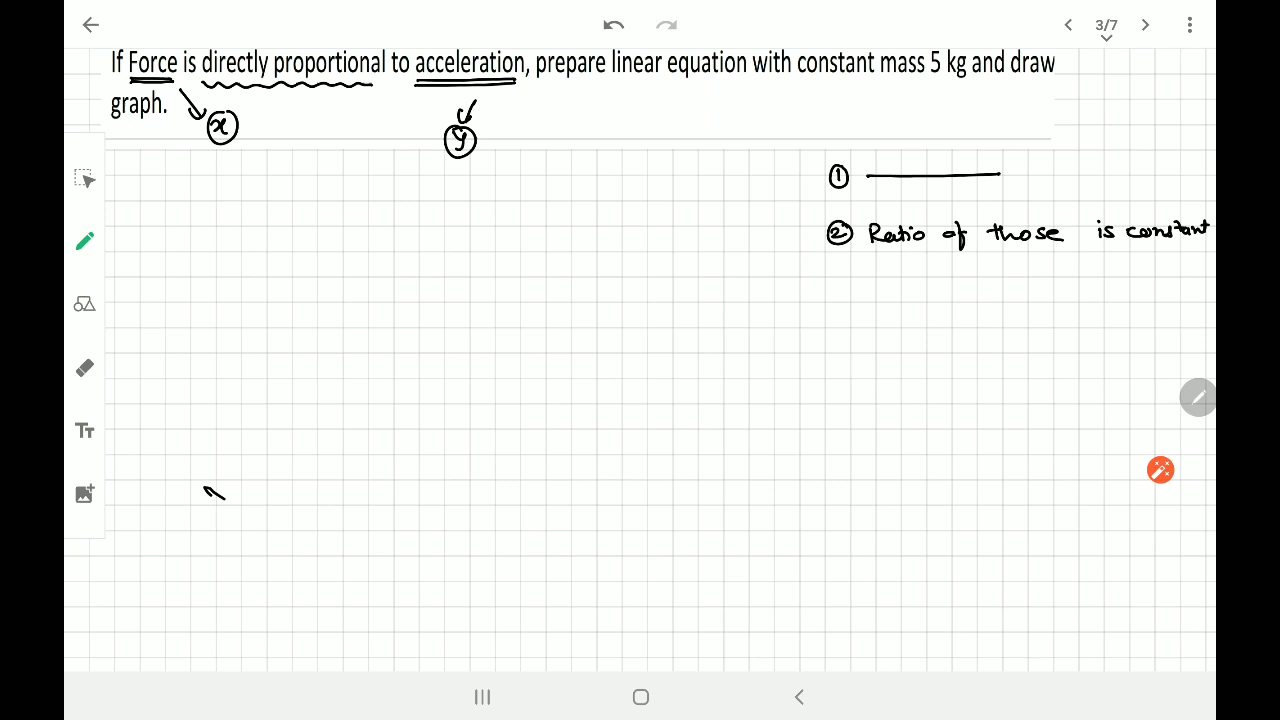 3/7
If Force is directly proportional to acceleration, prepare linear equation with constant mass 5 kg and draw
graph.
x
y
①
② Ratio of those is constant
TT